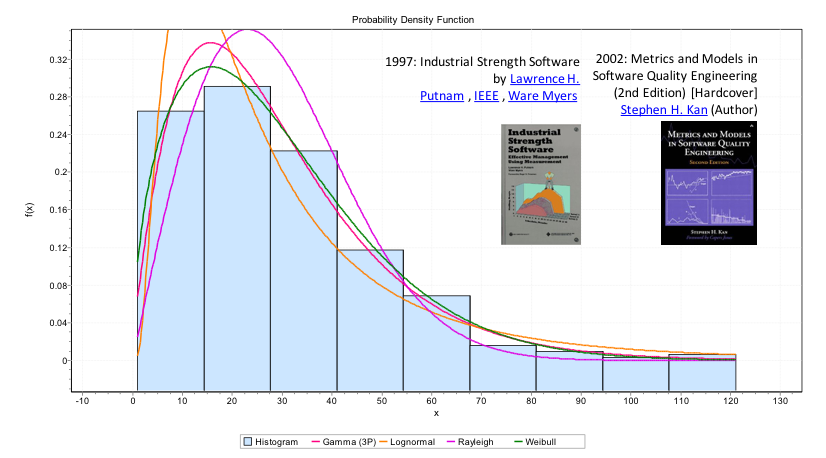 Probability Density Function
1997: Industrial Strength Software
by Lawrence H.
Putnam , IEEE , Ware Myers
2002: Metrics and Models in
Software Quality Engineering
(2nd Edition) [Hardcover]
Stephen H. Kan (Author)
Industrial
Strength
Software
Effective Management
Using Measurement
METRICS AND MODELS
IN SOFTWARE QUALITY
ENGINEERING
SECOND EDITION
STEPHEN H. KAN
f(x)
0.32
0.28
0.24
0.2
0.16
0.12
0.08
0.04
0
-10 0 10 20 30 40 50 60 70 80 90 100 110 120 130
x
Histogram Gamma (3P) Lognormal Rayleigh Weibull